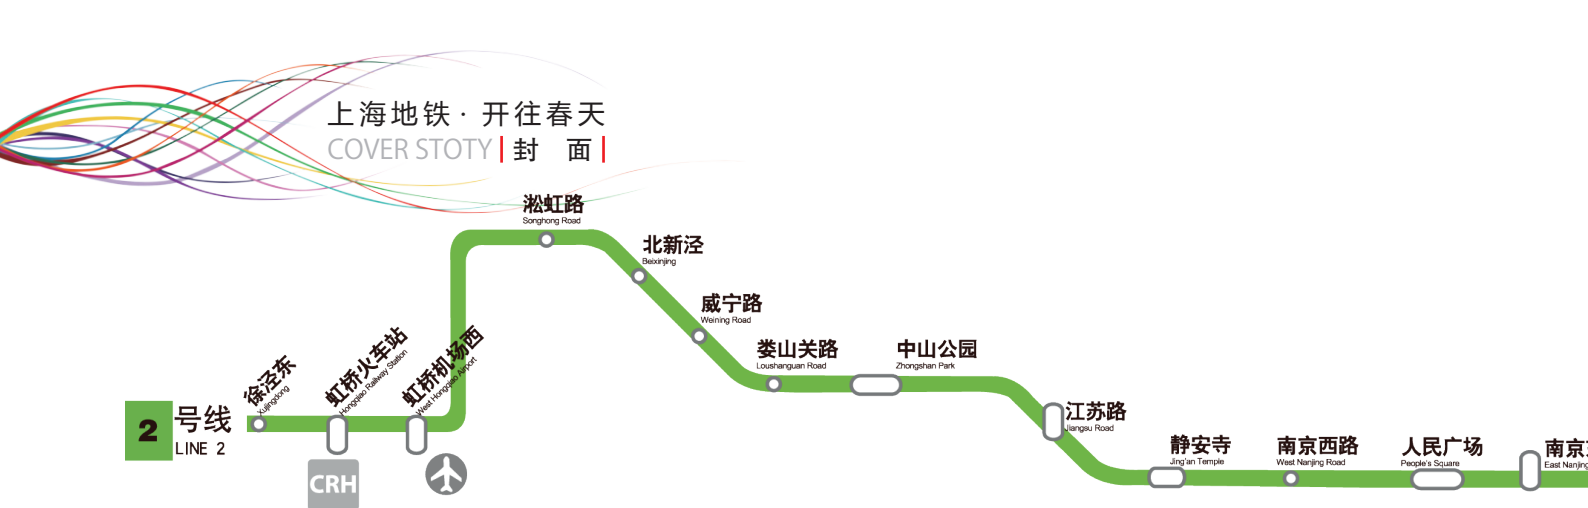 上海地铁·开往春天
COVER STOTY 封 面
淞虹路
Songhong Road
北新泾
Beixinjing
威宁路
Weining Road
娄山关路
Loushanguan Road
中山公园
Zhongshan Park
江苏路
Jiangsu Road
静安寺
Jing'an Temple
南京西路
West Nanjing Road
人民广场
People's Square
南京
East Nanjing
徐泾东
Xujingdong
虹桥火车站
Hongqiao Railway Station
虹桥机场西
West Hongqiao Airport
2 号线
LINE 2
CRH